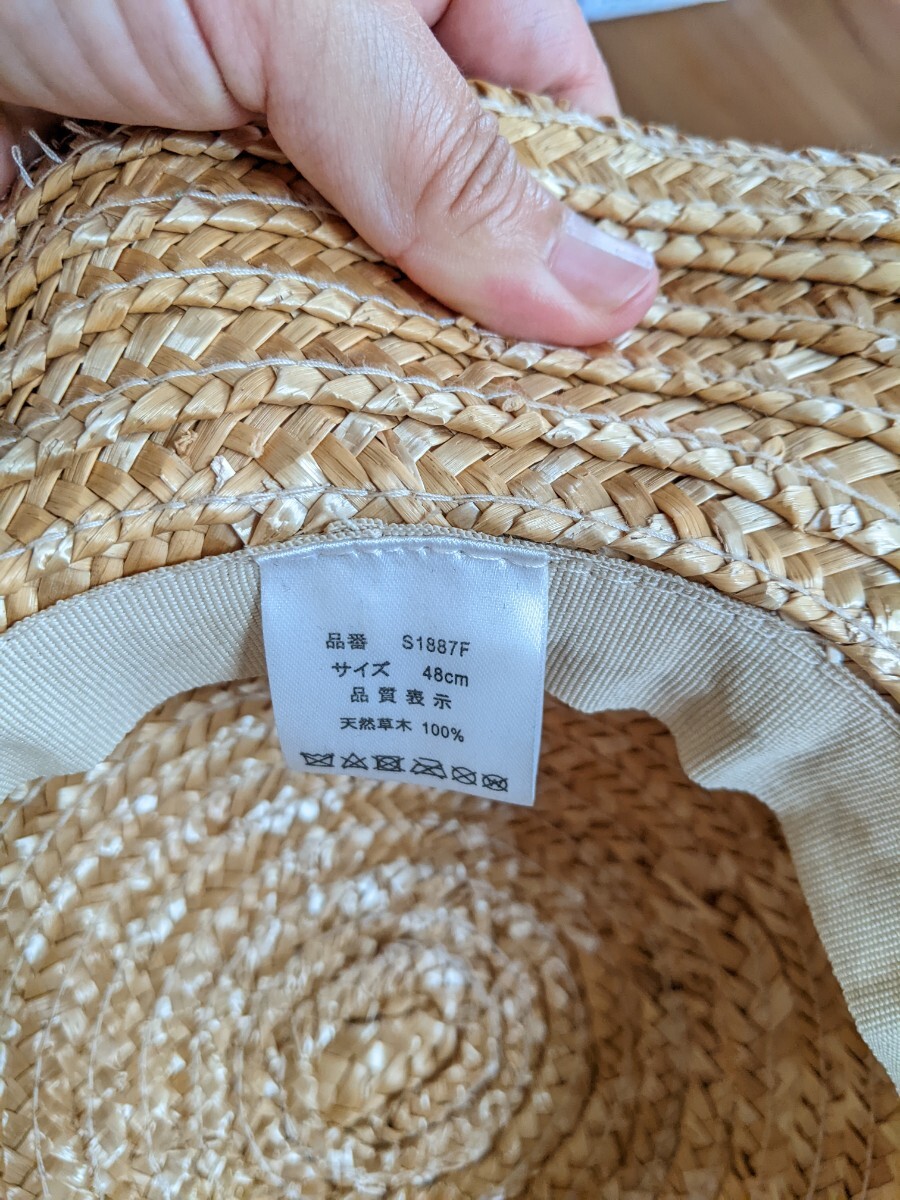 品番 S1887F
サイズ 48cm
品質表示
天然草木 100%